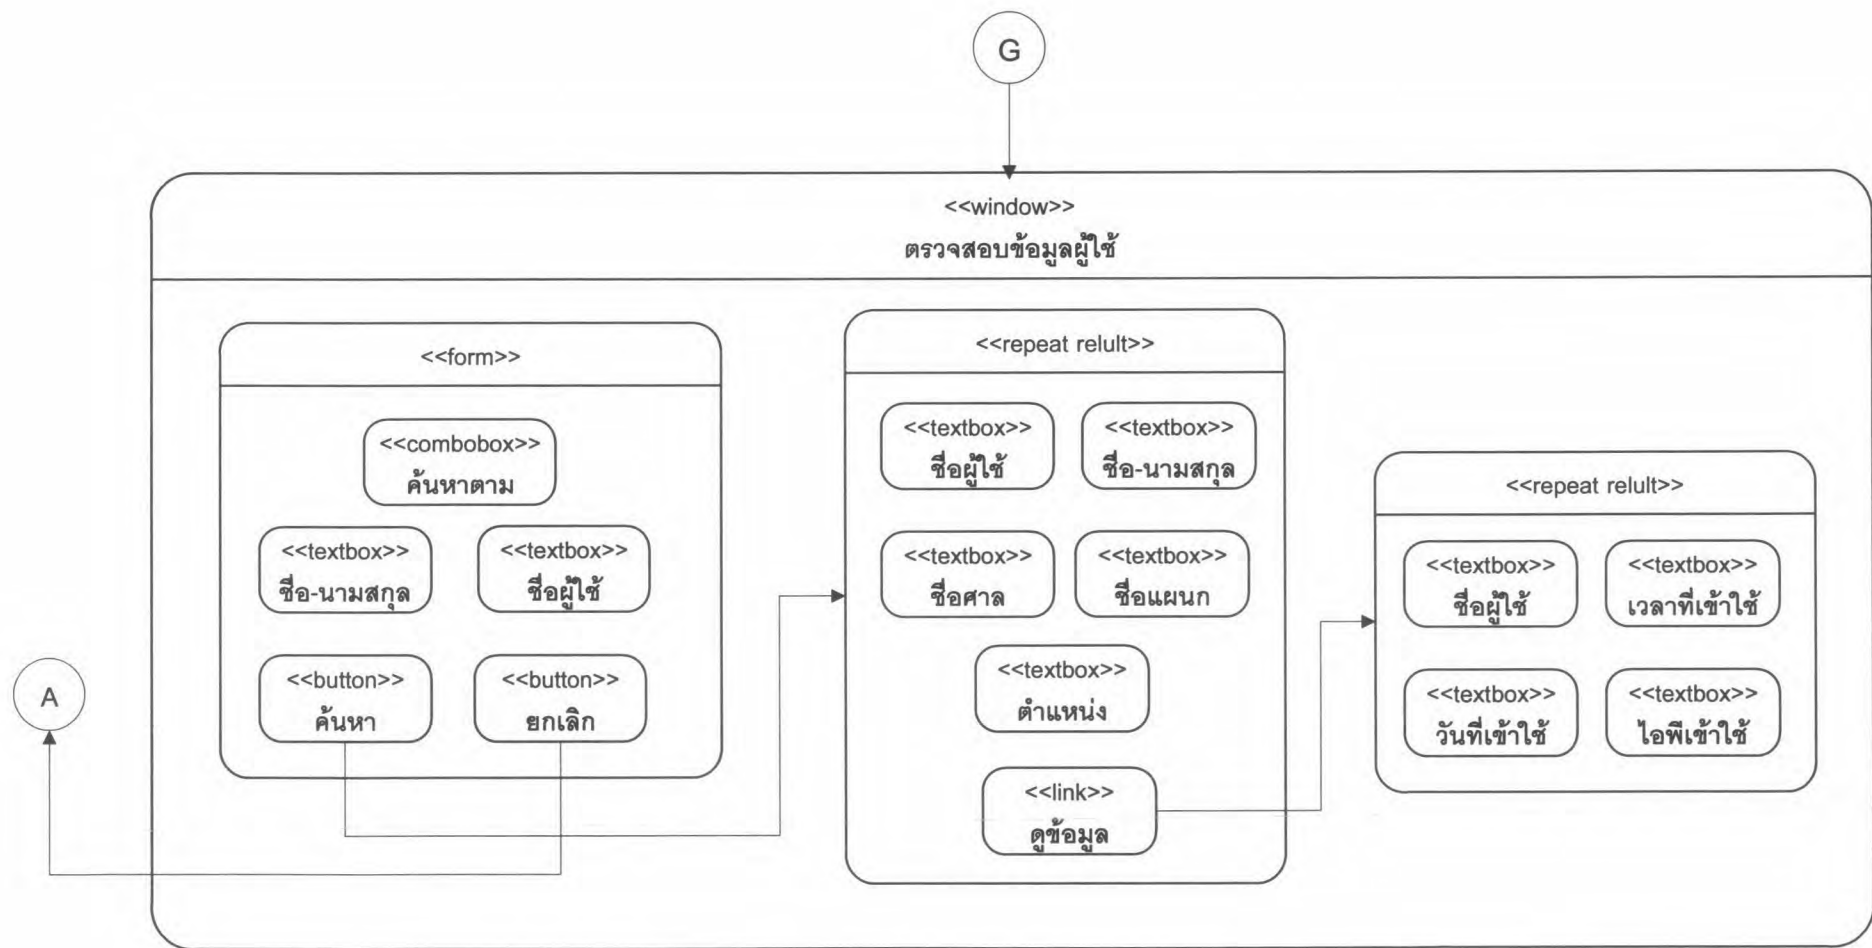 G
<<window>>
ตรวจสอบข้อมูลผู้ใช้
<<form>>
<<combobox>>
ค้นหาตาม
<<textbox>>
ชื่อ-นามสกุล
<<textbox>>
ชื่อผู้ใช้
<<button>>
ค้นหา
<<button>>
ยกเลิก
A
<<repeat relult>>
<<textbox>>
ชื่อผู้ใช้
<<textbox>>
ชื่อ-นามสกุล
<<textbox>>
ชื่อศาล
<<textbox>>
ชื่อแผนก
<<textbox>>
ตำแหน่ง
<<link>>
ดูข้อมูล
<<repeat relult>>
<<textbox>>
ชื่อผู้ใช้
<<textbox>>
เวลาที่เข้าใช้
<<textbox>>
วันที่เข้าใช้
<<textbox>>
ไอพีเข้าใช้